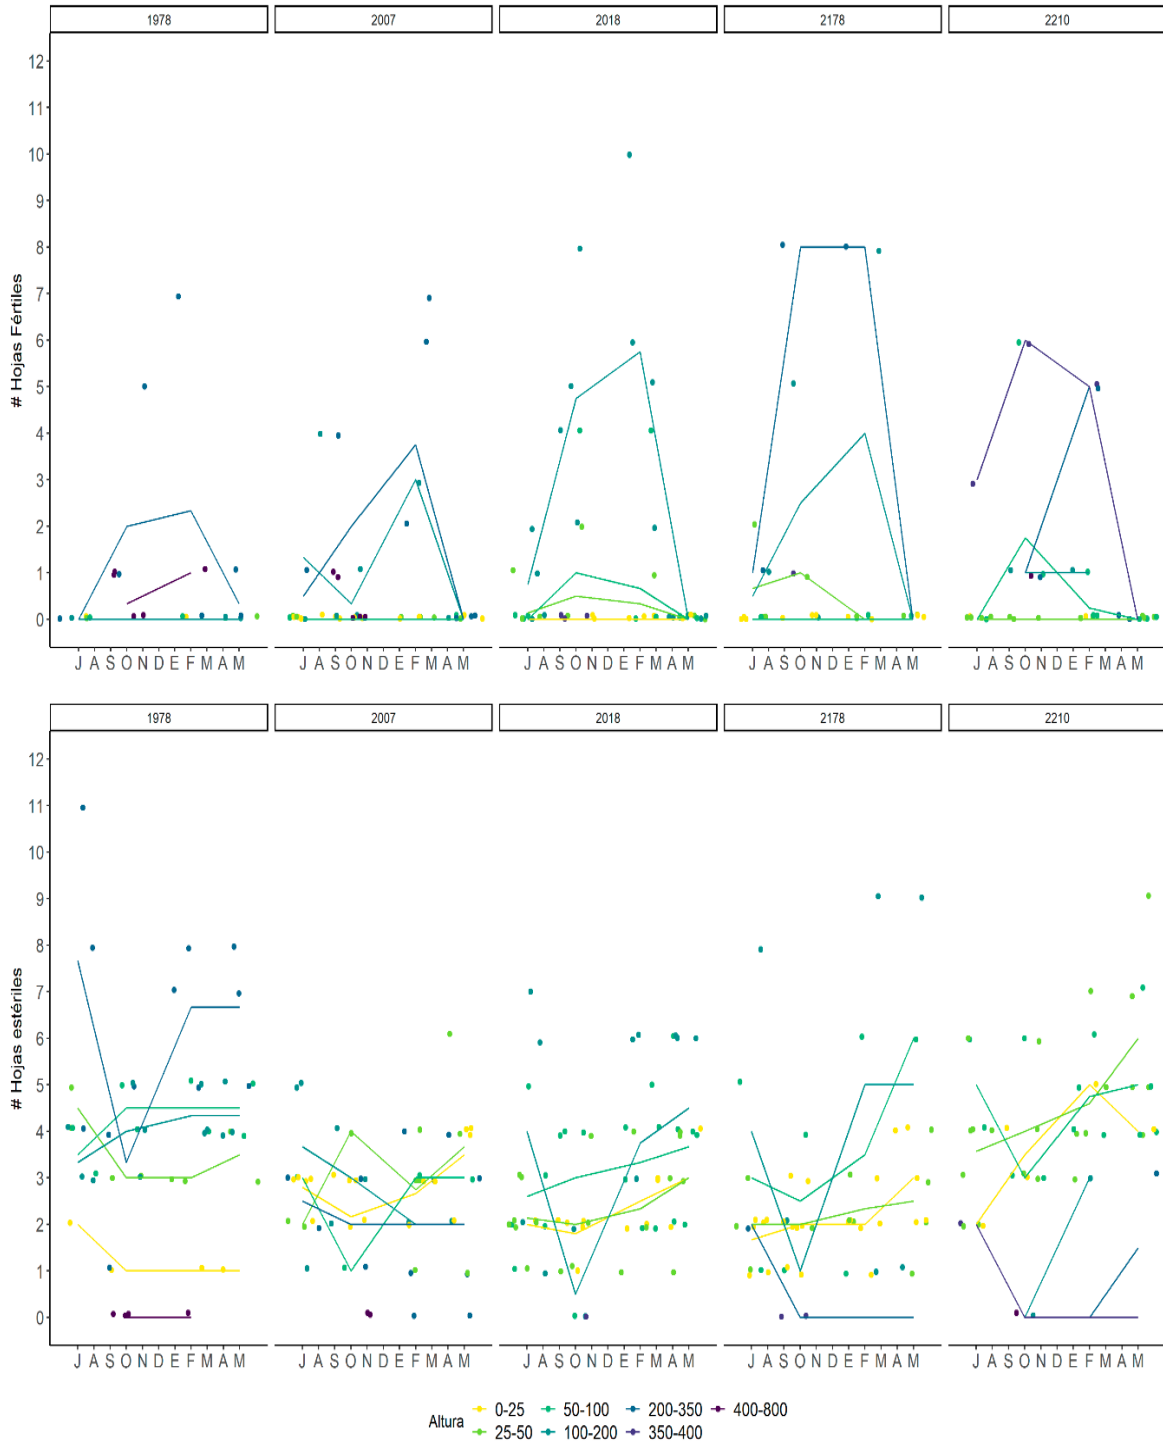 1978 2007 2018 2178 2210
12
11
10
9
8
7
6
5
4
3
2
1
0
# Hojas Fértiles
J A S O N D E F M A M J A S O N D E F M A M J A S O N D E F M A M J A S O N D E F M A M J A S O N D E F M A M
1978 2007 2018 2178 2210
12
11
10
9
8
7
6
5
4
3
2
1
0
# Hojas estériles
J A S O N D E F M A M J A S O N D E F M A M J A S O N D E F M A M J A S O N D E F M A M J A S O N D E F M A M
Altura
0-25 50-100 200-350 400-800
25-50 100-200 350-400